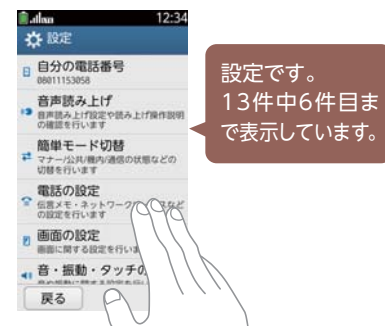 12:34
設定
自分の電話番号
08011153058
音声読み上げ
音声読み上げ設定や読み上げ操作説明
の確認を行います
簡単モード切替
マナー/公共/機内/通信の状態などの
切替を行います
電話の設定
伝言メモ・ネットワーク
など
の設定を行います
画面の設定
画面に関する設定を行いま
音・振動・タッチの
戻る
設定です。
13件中6件目ま
で表示しています。